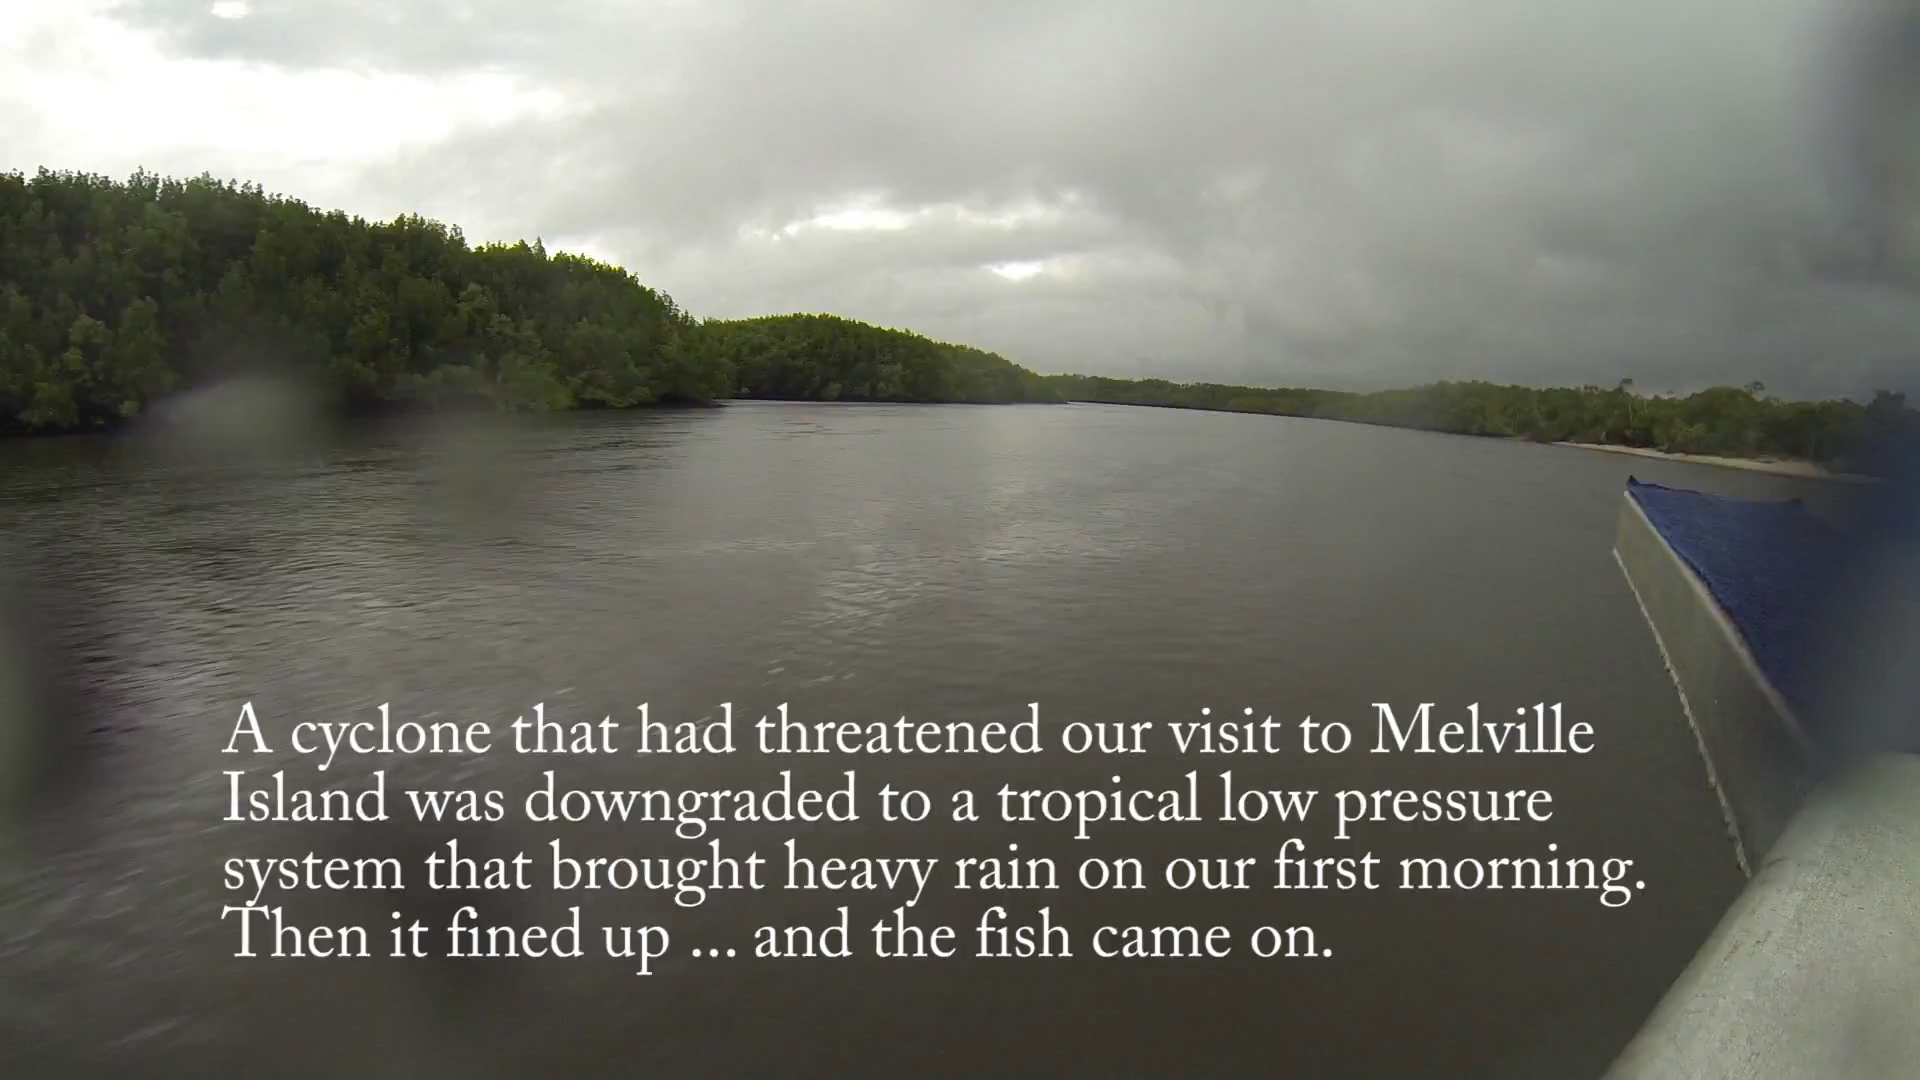 A cyclone that had threatened our visit to Melville
Island was downgraded to a tropical low pressure
system that brought heavy rain on our first morning.
Then it fined up ... and the fish came on.